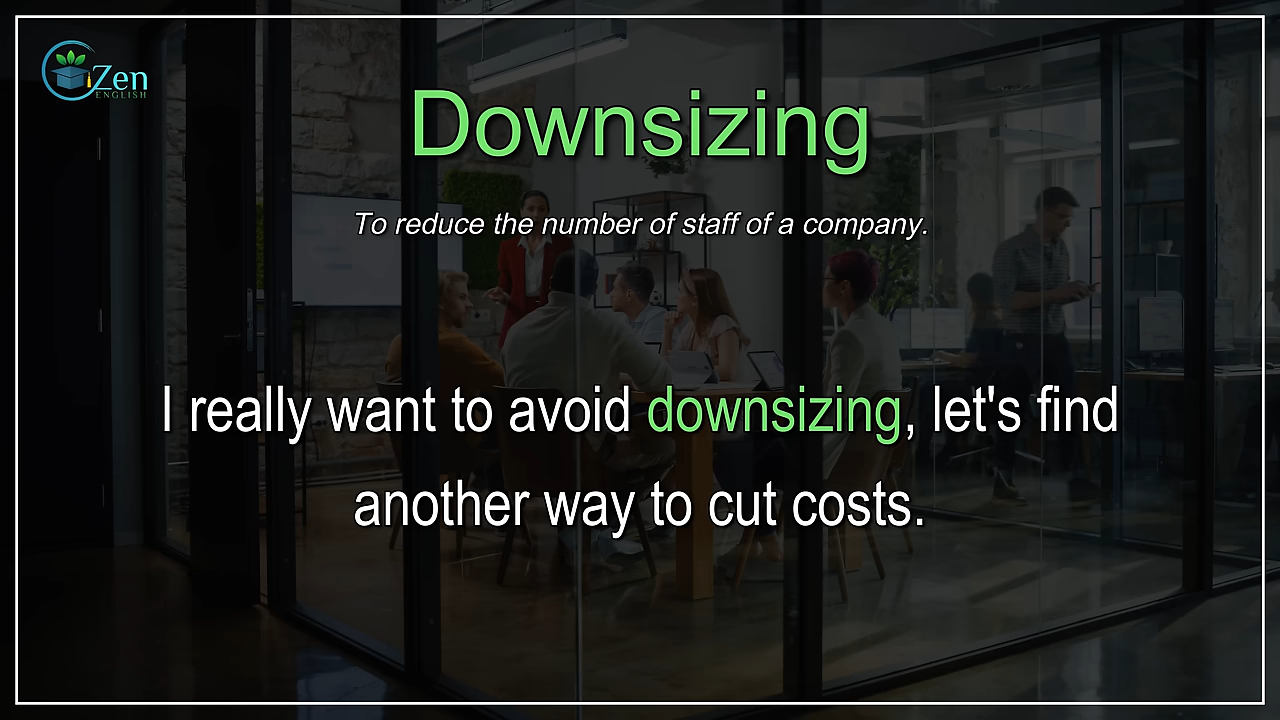 Zen
ENGLISH
Downsizing
To reduce the number of staff of a company.
I really want to avoid downsizing, let's find
another way to cut costs.